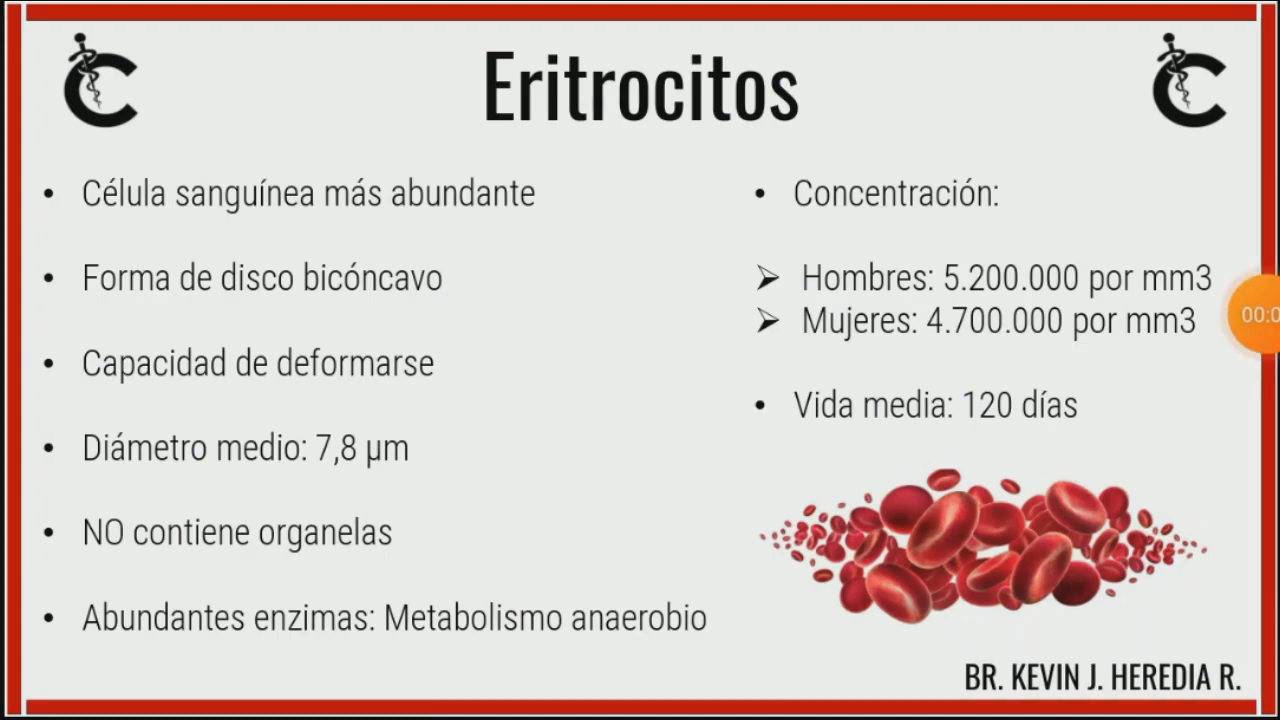 Eritrocitos
• Célula sanguínea más abundante
• Forma de disco bicóncavo
• Capacidad de deformarse
• Diámetro medio: 7,8 µm
• NO contiene organelas
• Abundantes enzimas: Metabolismo anaerobio
• Concentración:
➢ Hombres: 5.200.000 por mm3
➢ Mujeres: 4.700.000 por mm3
• Vida media: 120 días
BR. KEVIN J. HEREDIA R.